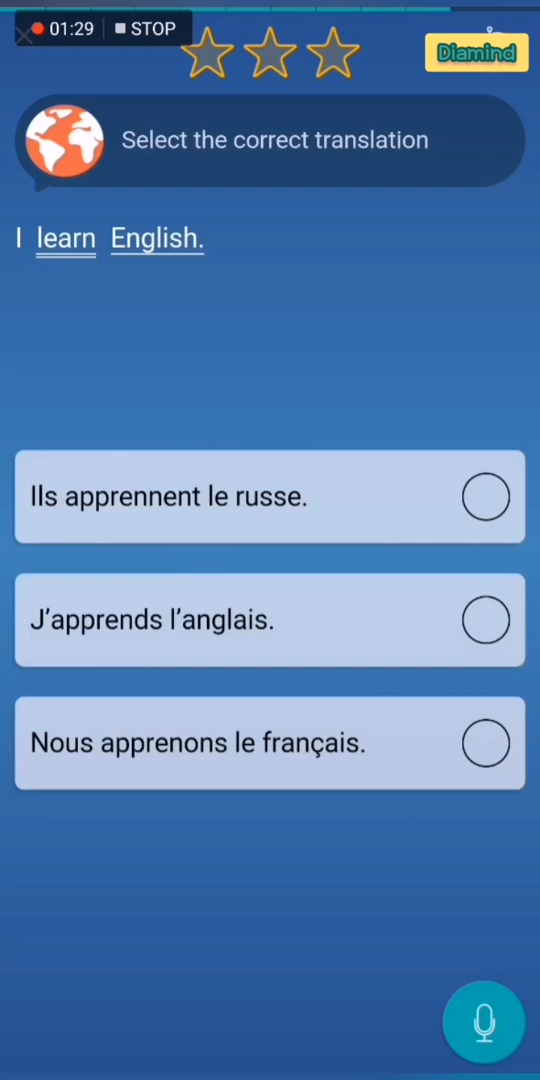 01:29 STOP
Diamind
Select the correct translation
I learn English.
Ils apprennent le russe.
J’apprends l’anglais.
Nous apprenons le français.